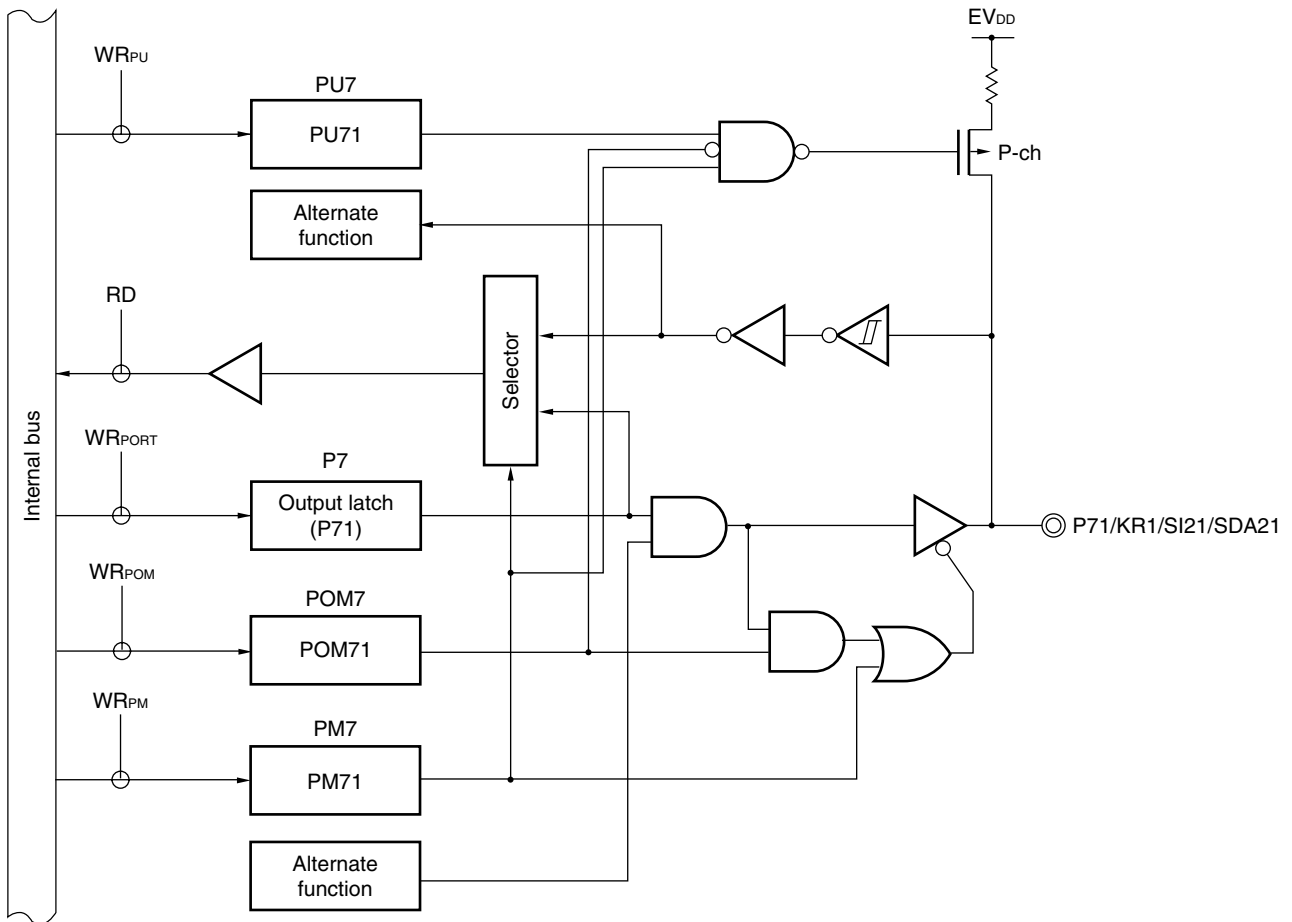 EVDD
WRPU
PU7
PU71
P-ch
Alternate
function
RD
Selector
Internal bus
WRPORT
P7
Output latch
(P71)
P71/KR1/SI21/SDA21
WRPOM
POM7
POM71
WRPM
PM7
PM71
Alternate
function